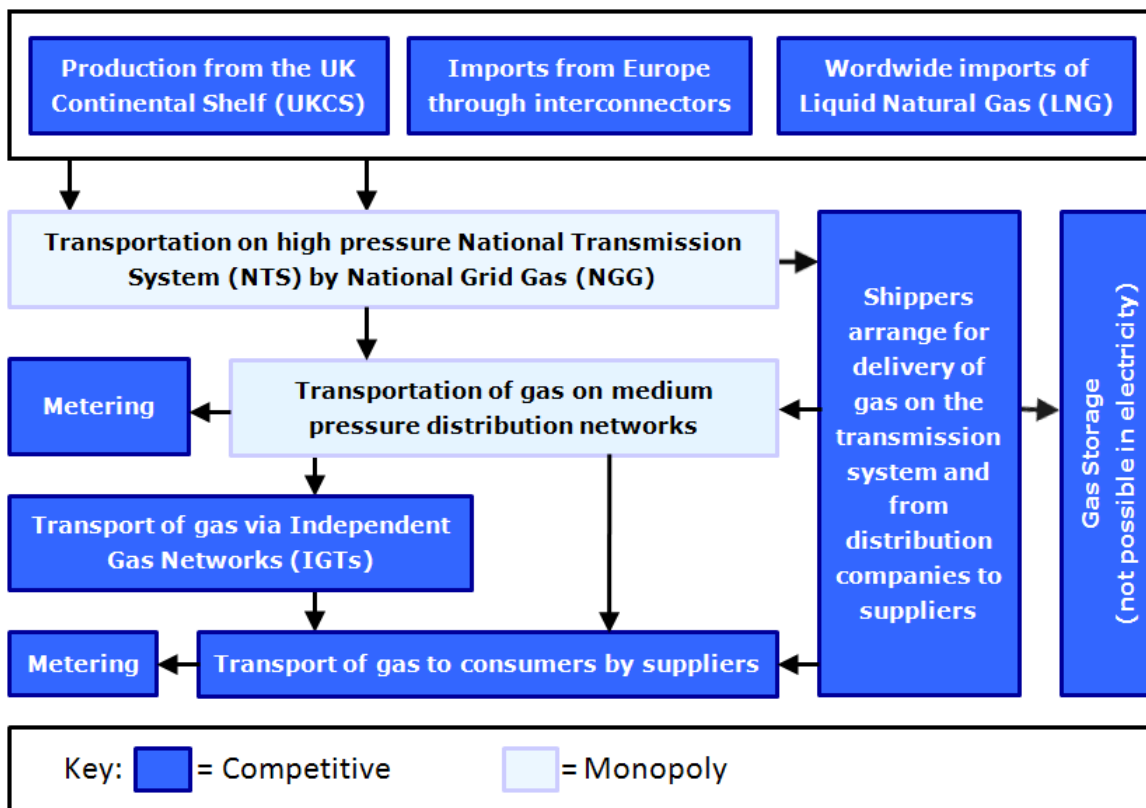 Production from the UK
Continental Shelf (UKCS)
Imports from Europe
through interconnectors
Wordwide imports of
Liquid Natural Gas (LNG)
Transportation on high pressure National Transmission
System (NTS) by National Grid Gas (NGG)
Shippers
arrange for
delivery of
gas on the
transmission
system and
from
distribution
companies to
suppliers
Gas Storage
(not possible in electricity)
Metering
Transportation of gas on medium
pressure distribution networks
Transport of gas via Independent
Gas Networks (IGTs)
Metering
Transport of gas to consumers by suppliers
Key: = Competitive = Monopoly